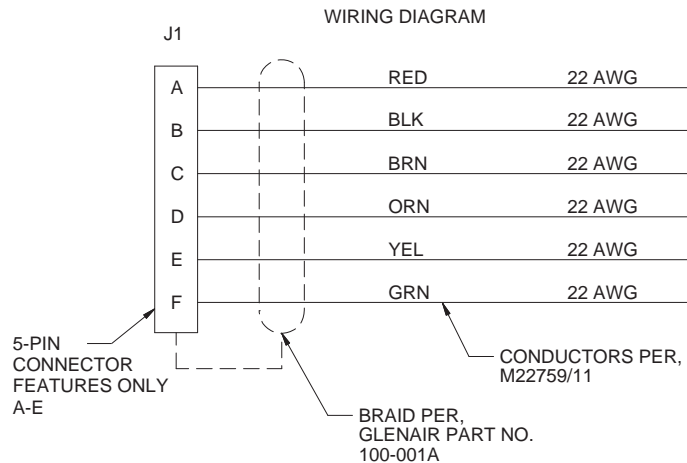 WIRING DIAGRAM
J1
A RED 22 AWG
B BLK 22 AWG
C BRN 22 AWG
D ORN 22 AWG
E YEL 22 AWG
F GRN 22 AWG
5-PIN
CONNECTOR
FEATURES ONLY
A-E
CONDUCTORS PER,
M22759/11
BRAID PER,
GLENAIR PART NO.
100-001A